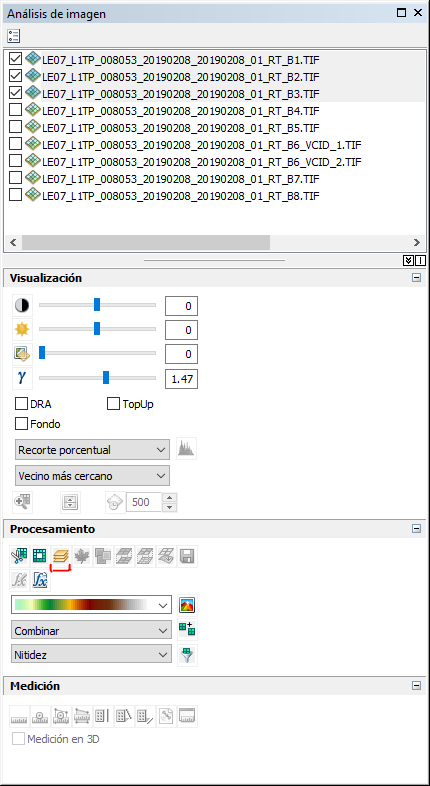 Análisis de imagen
LE07_L1TP_008053_20190208_20190208_01_RT_B1.TIF
LE07_L1TP_008053_20190208_20190208_01_RT_B2.TIF
LE07_L1TP_008053_20190208_20190208_01_RT_B3.TIF
LE07_L1TP_008053_20190208_20190208_01_RT_B4.TIF
LE07_L1TP_008053_20190208_20190208_01_RT_B5.TIF
LE07_L1TP_008053_20190208_20190208_01_RT_B6_VCID_1.TIF
LE07_L1TP_008053_20190208_20190208_01_RT_B6_VCID_2.TIF
LE07_L1TP_008053_20190208_20190208_01_RT_B7.TIF
LE07_L1TP_008053_20190208_20190208_01_RT_B8.TIF
Visualización
0
0
0
γ 1.47
DRA TopUp
Fondo
Recorte porcentual
Vecino más cercano
500
Procesamiento
fx fx
Combinar
Nitidez
Medición
Medición en 3D